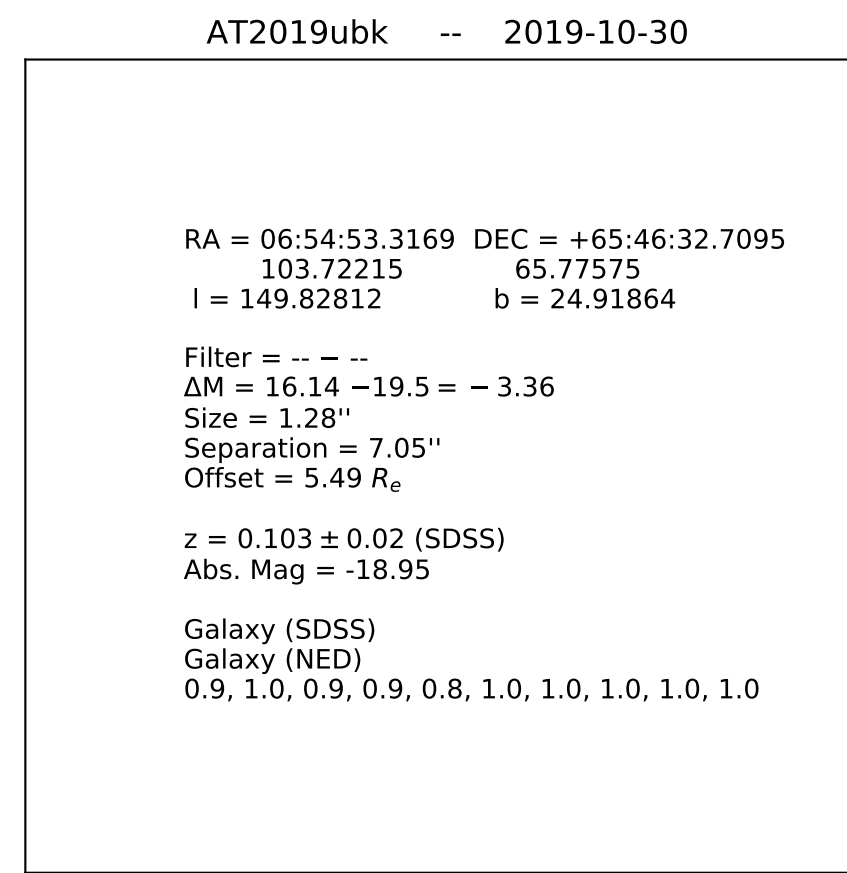 AT2019ubk -- 2019-10-30
RA = 06:54:53.3169 DEC = +65:46:32.7095
103.72215 65.77575
l = 149.82812 b = 24.91864
Filter = -- − --
ΔM = 16.14 −19.5 = − 3.36
Size = 1.28''
Separation = 7.05''
Offset = 5.49 Rₑ
z = 0.103 ± 0.02 (SDSS)
Abs. Mag = -18.95
Galaxy (SDSS)
Galaxy (NED)
0.9, 1.0, 0.9, 0.9, 0.8, 1.0, 1.0, 1.0, 1.0, 1.0